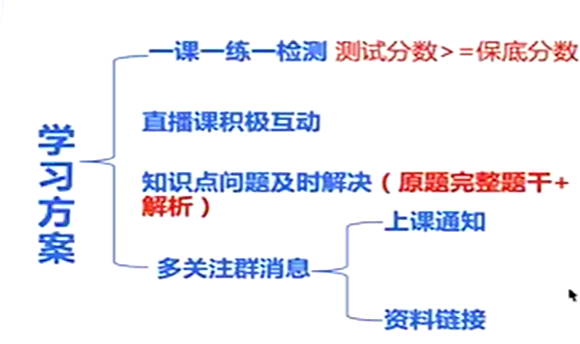 学习方案
一课一练一检测 测试分数>=保底分数
直播课积极互动
知识点问题及时解决（原题完整题干+
解析）
多关注群消息
上课通知
资料链接